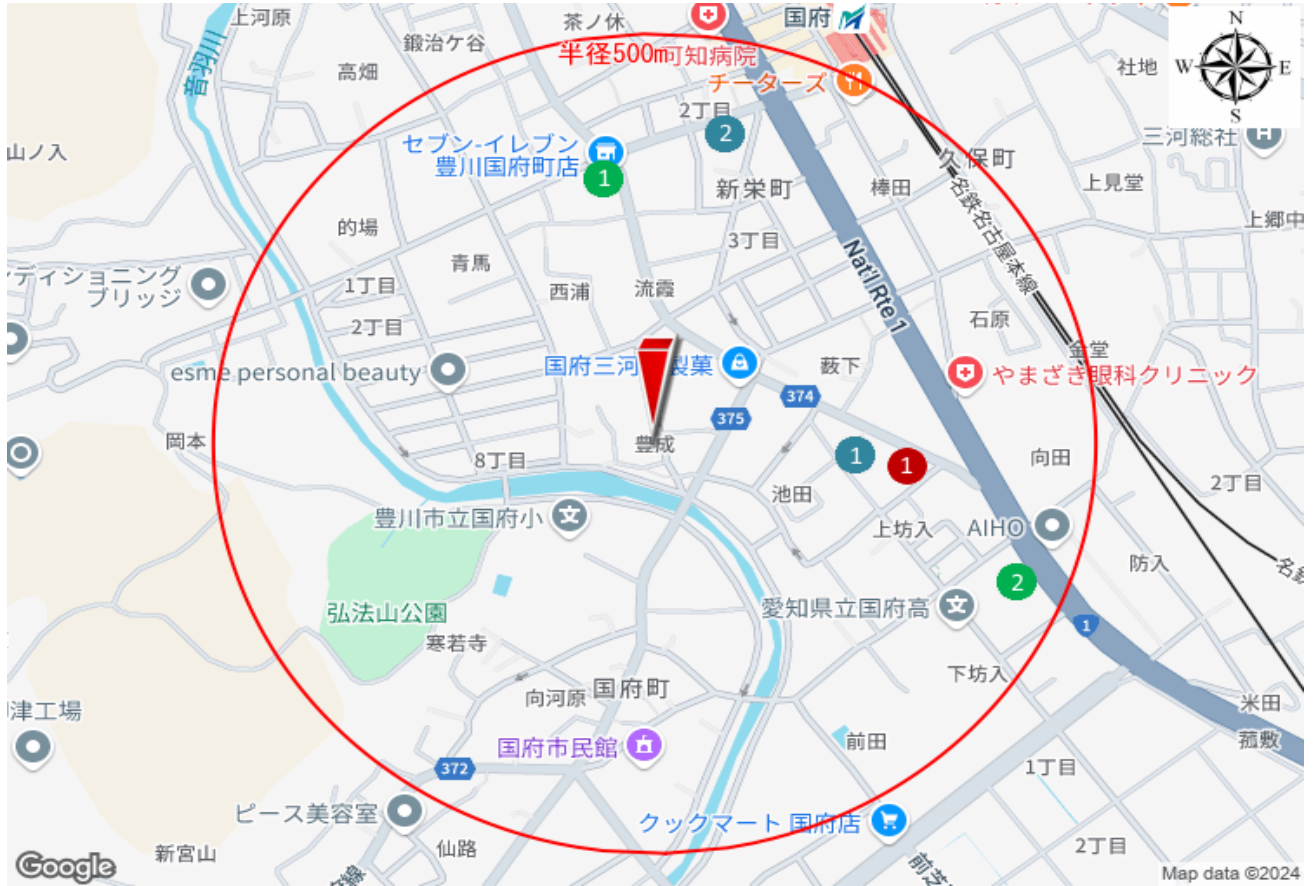 上河原
茶ノ休
国府
N
W
E
S
鍛治ケ谷
音羽川
半径500m
可知病院
高畑
チーターズ
社地
2丁目
2
三河総社
セブン-イレブン
豊川国府町店
山ノ入
久保町
1
新栄町
棒田
上見堂
名鉄名古屋本線
上郷中
的場
3丁目
青馬
Nat'l Rte 1
ンディショニング
ブリッジ
1丁目
西浦
流霞
石原
2丁目
金堂
国府三河
製菓
薮下
esme personal beauty
やまざき眼科クリニック
374
375
岡本
豊成
8丁目
1
1
向田
2丁目
池田
豊川市立国府小
上坊入
AIHO
防入
2
愛知県立国府高
弘法山公園
1
寒若寺
下坊入
向河原
国府町
米田
津工場
菰敷
国府市民館
前田
372
1丁目
ピース美容室
クックマート 国府店
新宮山
仙路
2丁目
Google
Map data ©2024